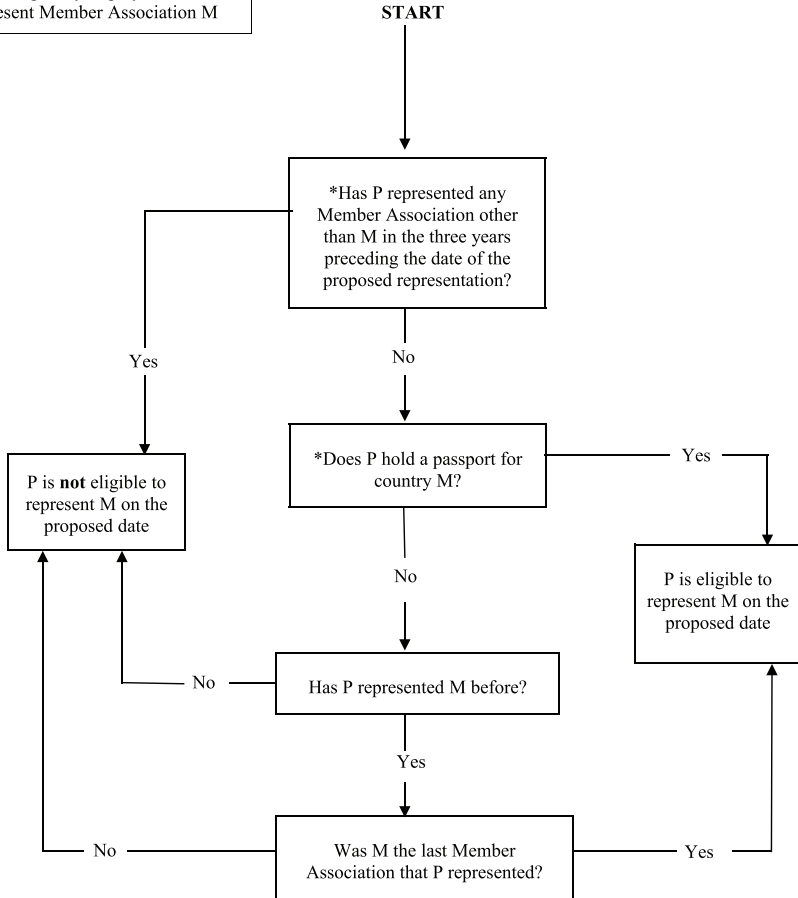 present Member Association M
START
*Has P represented any
Member Association other
than M in the three years
preceding the date of the
proposed representation?
Yes
No
*Does P hold a passport for
country M?
Yes
P is not eligible to
represent M on the
proposed date
No
P is eligible to
represent M on the
proposed date
No
Has P represented M before?
Yes
No
Was M the last Member
Association that P represented?
Yes